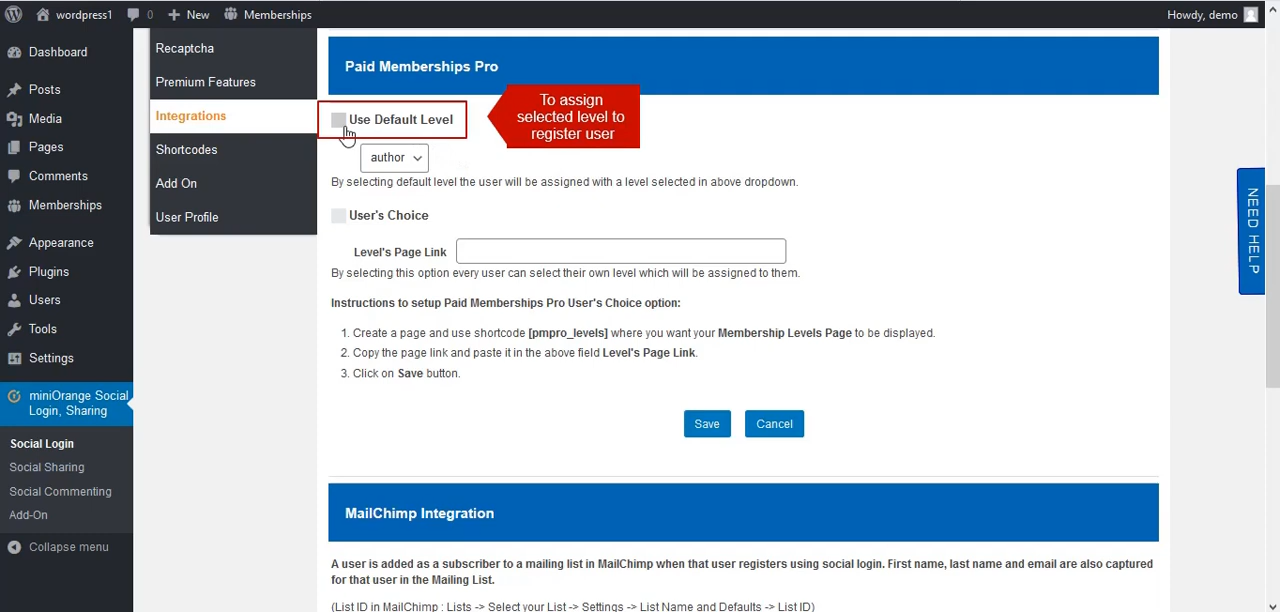 wordpress1 0 New Memberships Howdy, demo
Dashboard
Posts
Media
Pages
Comments
Memberships
Appearance
Plugins
Users
Tools
Settings
miniOrange Social
Login, Sharing
Social Login
Social Sharing
Social Commenting
Add-On
Collapse menu
Recaptcha
Premium Features
Integrations
Shortcodes
Add On
User Profile
Paid Memberships Pro
Use Default Level
To assign
selected level to
register user
author
By selecting default level the user will be assigned with a level selected in above dropdown.
User's Choice
Level's Page Link
By selecting this option every user can select their own level which will be assigned to them.
Instructions to setup Paid Memberships Pro User's Choice option:
1. Create a page and use shortcode [pmpro_levels] where you want your Membership Levels Page to be displayed.
2. Copy the page link and paste it in the above field Level's Page Link.
3. Click on Save button.
Save Cancel
MailChimp Integration
A user is added as a subscriber to a mailing list in MailChimp when that user registers using social login. First name, last name and email are also captured
for that user in the Mailing List.
(List ID in MailChimp : Lists -> Select your List -> Settings -> List Name and Defaults -> List ID)
NEED HELP